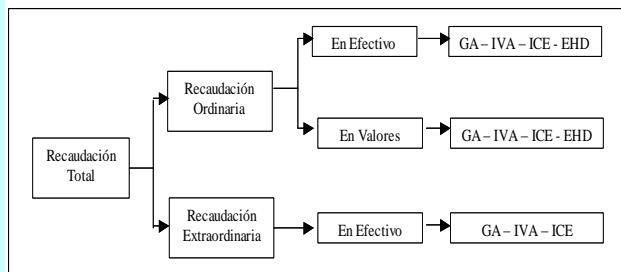 En Efectivo
GA – IVA – ICE - EHD
Recaudación
Ordinaria
En Valores
GA – IVA – ICE - EHD
Recaudación
Total
Recaudación
Extraordinaria
En Efectivo
GA – IVA – ICE